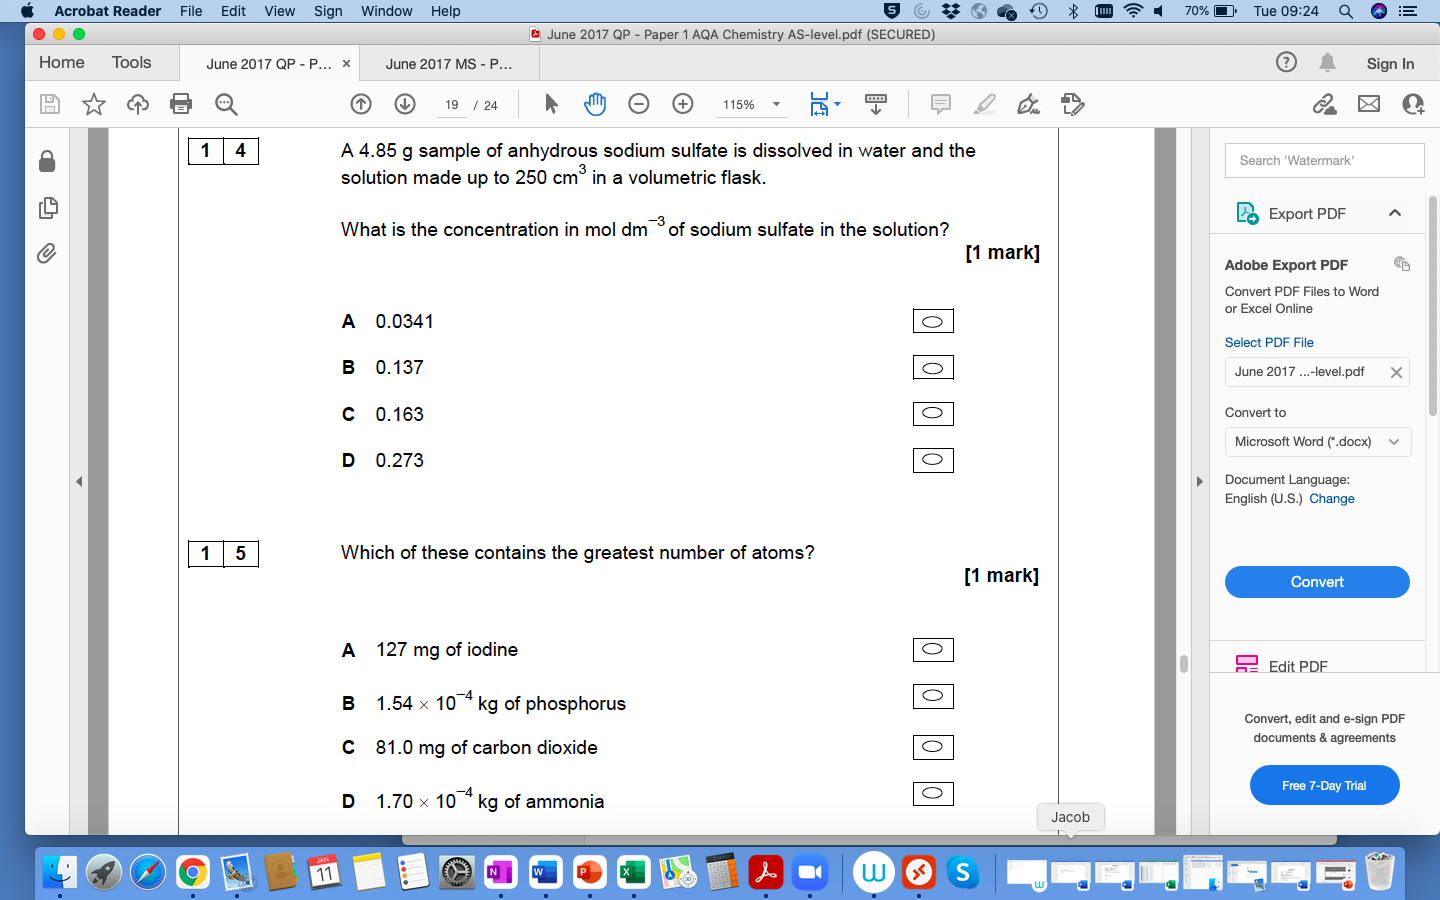 Acrobat Reader File Edit View Sign Window Help 70% Tue 09:24
June 2017 QP - Paper 1 AQA Chemistry AS-level.pdf (SECURED)
Home Tools June 2017 QP - P... × June 2017 MS - P... Sign In
19 / 24 115%
Search 'Watermark'
Export PDF
Adobe Export PDF
Convert PDF Files to Word
or Excel Online
Select PDF File
June 2017 ...-level.pdf
Convert to
Microsoft Word (*.docx)
Document Language:
English (U.S.) Change
Convert
Edit PDF
Convert, edit and e-sign PDF
documents & agreements
Free 7-Day Trial
1 4 A 4.85 g sample of anhydrous sodium sulfate is dissolved in water and the
solution made up to 250 cm³ in a volumetric flask.
What is the concentration in mol dm⁻³ of sodium sulfate in the solution?
[1 mark]
A 0.0341
B 0.137
C 0.163
D 0.273
1 5 Which of these contains the greatest number of atoms?
[1 mark]
A 127 mg of iodine
B 1.54 × 10⁻⁴ kg of phosphorus
C 81.0 mg of carbon dioxide
D 1.70 × 10⁻⁴ kg of ammonia
Jacob
JAN
11